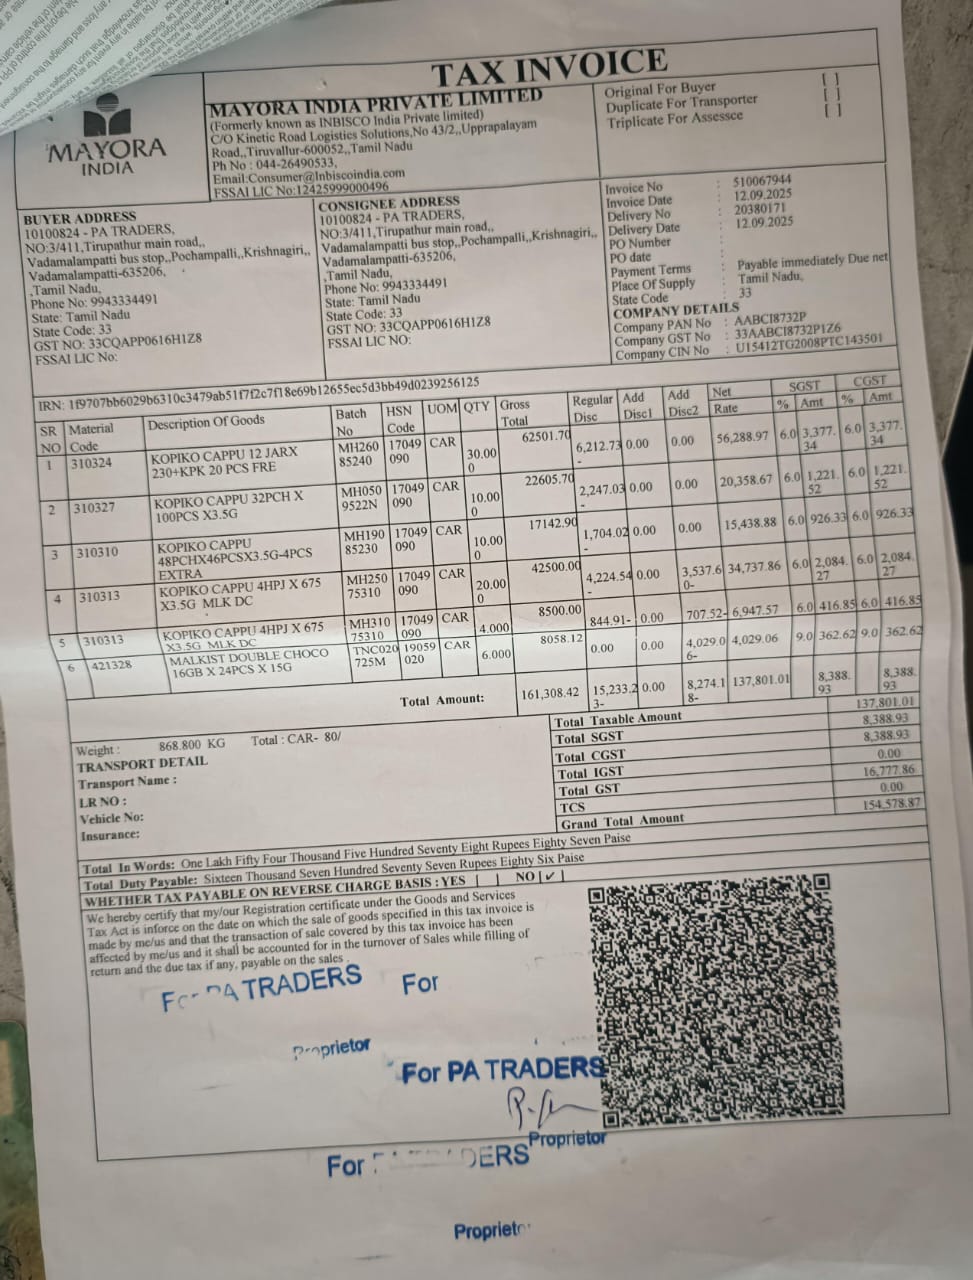 TAX INVOICE
MAYORA
INDIA
MAYORA INDIA PRIVATE LIMITED
(Formerly known as INBISCO India Private limited)
C/O Kinetic Road Logistics Solutions,No 43/2,,Upprapalayam
Road,,Tiruvallur-600052,,Tamil Nadu
Ph No : 044-26490533,
Email:Consumer@Inbiscoindia.com
FSSAI LIC No:12425999000496
Original For Buyer [ ]
Duplicate For Transporter [ ]
Triplicate For Assessce [ ]
BUYER ADDRESS
10100824 - PA TRADERS,
NO:3/411,Tirupathur main road,,
Vadamalampatti bus stop,,Pochampalli,,Krishnagiri,,
Vadamalampatti-635206,
,Tamil Nadu,
Phone No: 9943334491
State: Tamil Nadu
State Code: 33
GST NO: 33CQAPP0616H1Z8
FSSAI LIC No:
CONSIGNEE ADDRESS
10100824 - PA TRADERS,
NO:3/411,Tirupathur main road,,
Vadamalampatti bus stop,,Pochampalli,,Krishnagiri,,
Vadamalampatti-635206,
,Tamil Nadu,
Phone No: 9943334491
State: Tamil Nadu
State Code: 33
GST NO: 33CQAPP0616H1Z8
FSSAI LIC NO:
Invoice No : 510067944
Invoice Date : 12.09.2025
Delivery No : 20380171
Delivery Date : 12.09.2025
PO Number :
PO date :
Payment Terms : Payable immediately Due net
Place Of Supply : Tamil Nadu,
State Code : 33
COMPANY DETAILS
Company PAN No : AABCI8732P
Company GST No : 33AABCI8732P1Z6
Company CIN No : U15412TG2008PTC143501
IRN: 1f9707bb6029b6310c3479ab51f7f2c7f18e69b12655ec5d3bb49d0239256125
SR NO Material Code Description Of Goods Batch No HSN Code UOM QTY Gross Total Regular Disc Add Disc1 Add Disc2 Net Rate SGST % Amt CGST % Amt
1 310324 KOPIKO CAPPU 12 JARX 230+KPK 20 PCS FRE MH260 85240 17049 090 CAR 30.00 0 62501.70 6,212.73 - 0.00 0.00 56,288.97 6.0 3,377. 34 6.0 3,377. 34
2 310327 KOPIKO CAPPU 32PCH X 100PCS X3.5G MH050 9522N 17049 090 CAR 10.00 0 22605.70 2,247.03 - 0.00 0.00 20,358.67 6.0 1,221. 52 6.0 1,221. 52
3 310310 KOPIKO CAPPU 48PCHX46PCSX3.5G-4PCS EXTRA MH190 85230 17049 090 CAR 10.00 0 17142.90 1,704.02 - 0.00 0.00 15,438.88 6.0 926.33 6.0 926.33
4 310313 KOPIKO CAPPU 4HPJ X 675 X3.5G MLK DC MH250 75310 17049 090 CAR 20.00 0 42500.00 4,224.54 - 0.00 3,537.6 0- 34,737.86 6.0 2,084. 27 6.0 2,084. 27
5 310313 KOPIKO CAPPU 4HPJ X 675 X3.5G MLK DC MH310 75310 17049 090 CAR 4.000 8500.00 844.91- 0.00 707.52- 6,947.57 6.0 416.85 6.0 416.85
6 421328 MALKIST DOUBLE CHOCO 16GB X 24PCS X 15G TNC020 725M 19059 020 CAR 6.000 8058.12 0.00 0.00 4,029.0 6- 4,029.06 9.0 362.62 9.0 362.62
Total Amount: 161,308.42 15,233.2 3- 0.00 8,274.1 8- 137,801.01 8,388. 93 8,388. 93
Weight : 868.800 KG Total : CAR- 80/
TRANSPORT DETAIL
Transport Name :
LR NO :
Vehicle No:
Insurance:
Total Taxable Amount 137,801.01
Total SGST 8,388.93
Total CGST 8,388.93
Total IGST 0.00
Total GST 16,777.86
TCS 0.00
Grand Total Amount 154,578.87
Total In Words: One Lakh Fifty Four Thousand Five Hundred Seventy Eight Rupees Eighty Seven Paise
Total Duty Payable: Sixteen Thousand Seven Hundred Seventy Seven Rupees Eighty Six Paise
WHETHER TAX PAYABLE ON REVERSE CHARGE BASIS : YES [ ] NO [✓]
We hereby certify that my/our Registration certificate under the Goods and Services
Tax Act is inforce on the date on which the sale of goods specified in this tax invoice is
made by me/us and that the transaction of sale covered by this tax invoice has been
affected by me/us and it shall be accounted for in the turnover of Sales while filling of
return and the due tax if any, payable on the sales .
For PA TRADERS For
Proprietor
For PA TRADERS
Proprietor
For
Proprietor